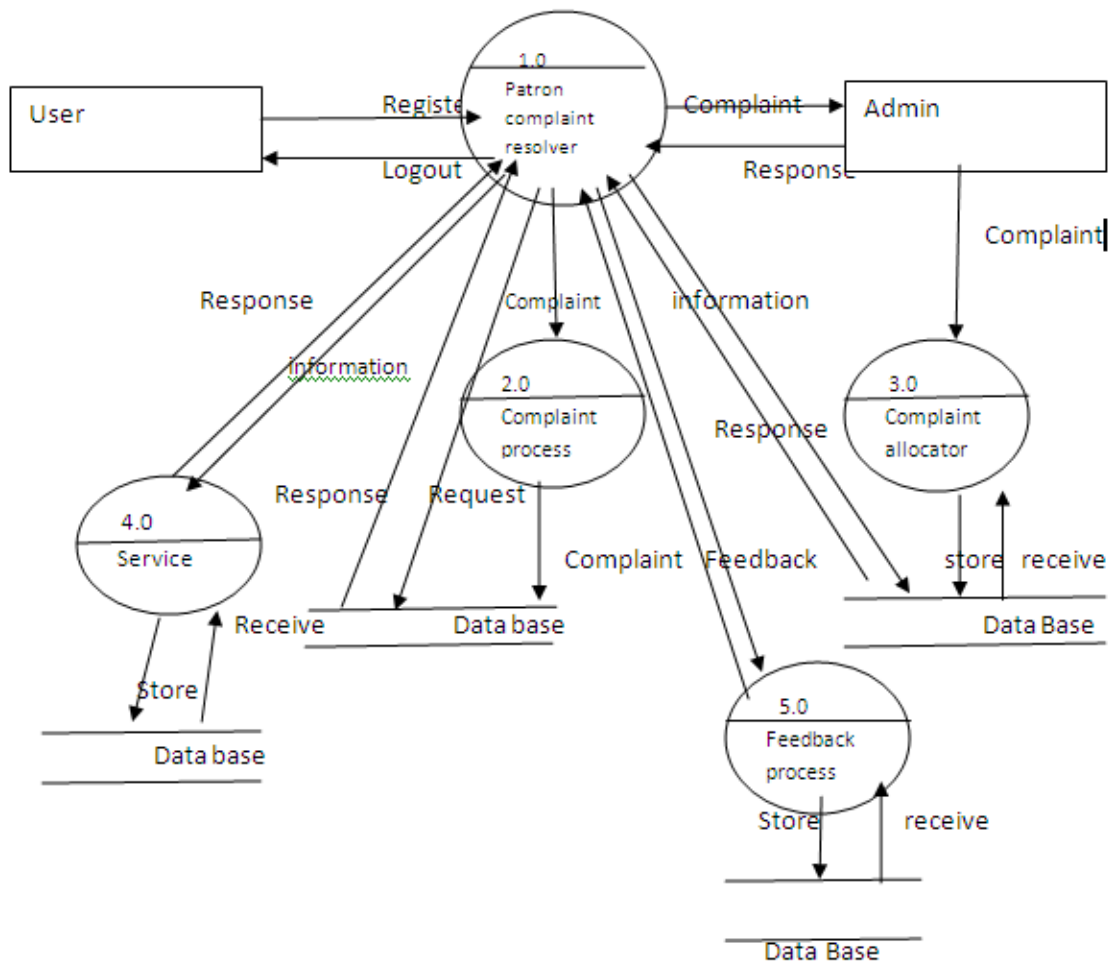 1.0
Patron
complaint
resolver
User
Registe
Complaint
Admin
Logout
Response
Complaint
Response
Complaint
information
information
2.0
Complaint
process
3.0
Complaint
allocator
Response
Response
Request
4.0
Service
Complaint
Feedback
store
receive
Receive
Data base
Data Base
Store
Data base
5.0
Feedback
process
Store
receive
Data Base